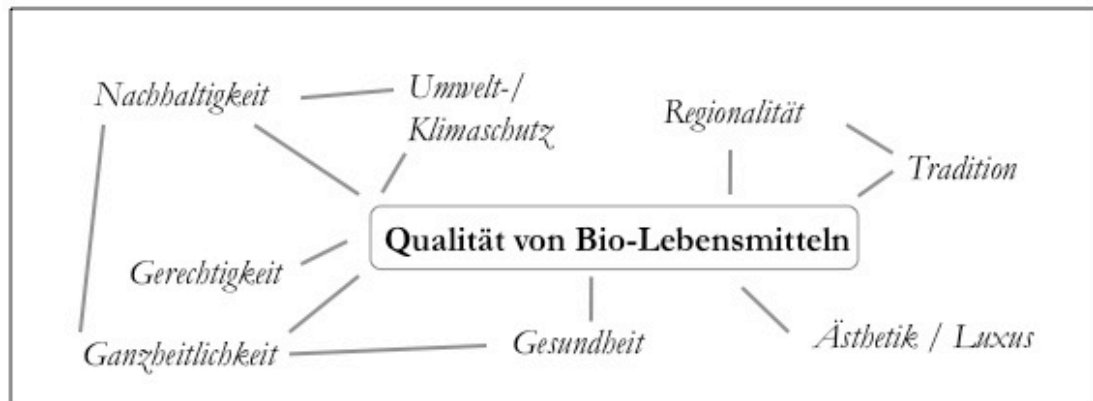 Nachhaltigkeit
Umwelt-/
Klimaschutz
Regionalität
Tradition
Qualität von Bio-Lebensmitteln
Gerechtigkeit
Ganzheitlichkeit
Gesundheit
Ästhetik / Luxus